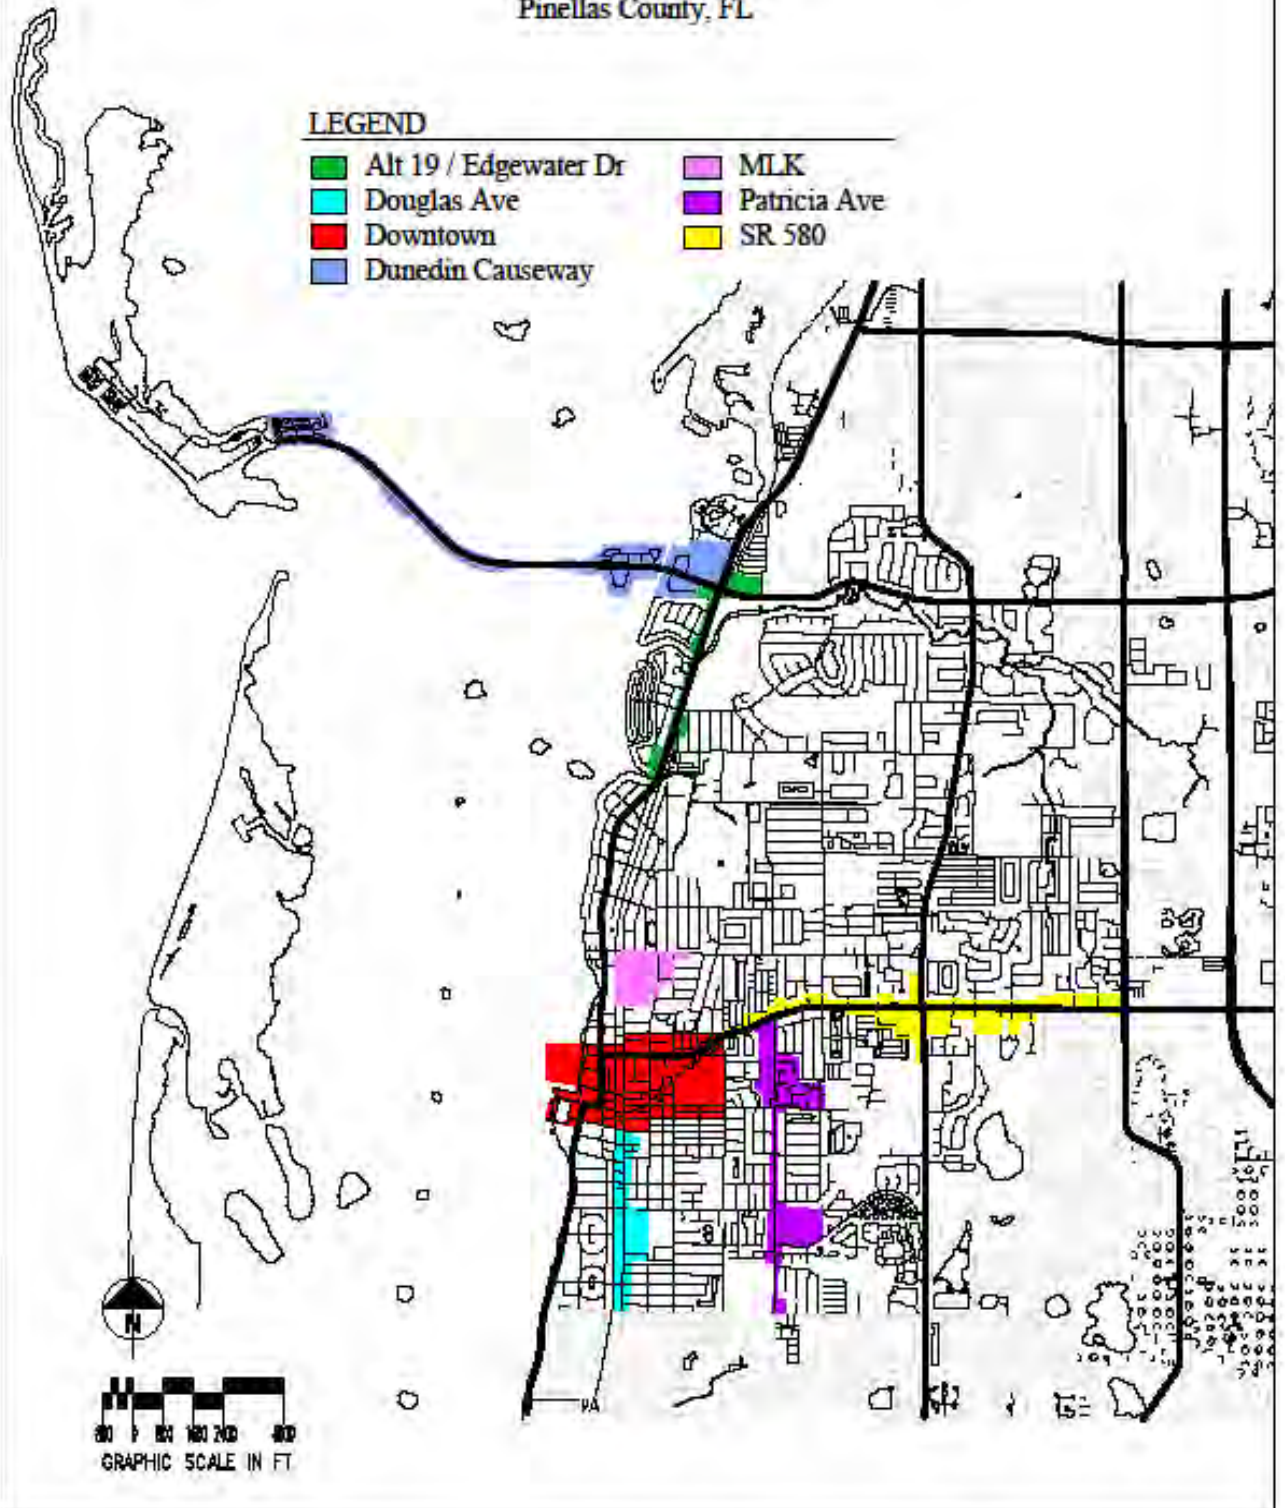 Pinellas County, FL
LEGEND
Alt 19 / Edgewater Dr
Douglas Ave
Downtown
Dunedin Causeway
MLK
Patricia Ave
SR 580
N
GRAPHIC SCALE IN FT